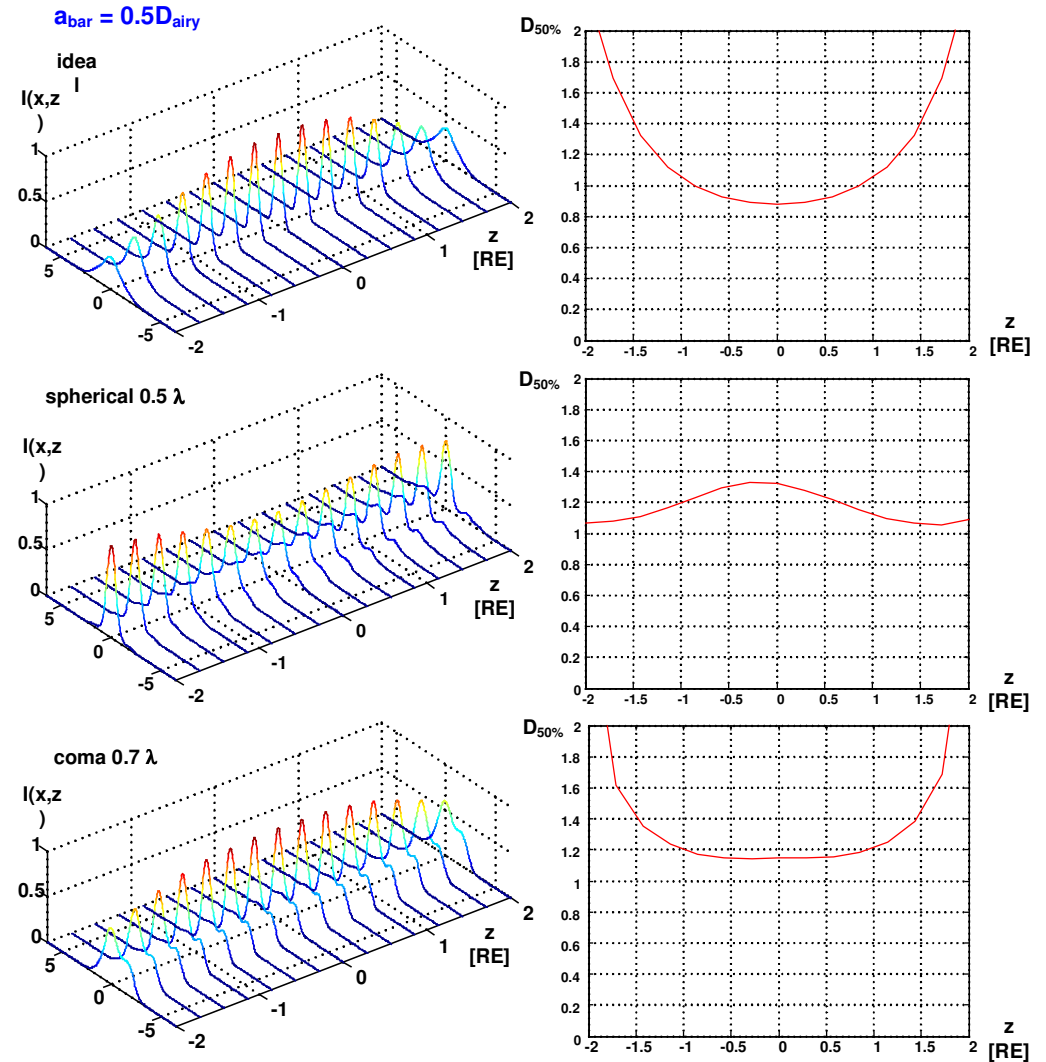 a_bar = 0.5D_airy
idea
l
I(x,z
)
1
0.5
0
5
0
-5
-2
-1
0
1
2
z
[RE]
D_50%
2
1.8
1.6
1.4
1.2
1
0.8
0.6
0.4
0.2
0
-2 -1.5 -1 -0.5 0 0.5 1 1.5 2
z
[RE]
spherical 0.5 λ
I(x,z
)
1
0.5
0
5
0
-5
-2
-1
0
1
2
z
[RE]
D_50%
2
1.8
1.6
1.4
1.2
1
0.8
0.6
0.4
0.2
0
-2 -1.5 -1 -0.5 0 0.5 1 1.5 2
z
[RE]
coma 0.7 λ
I(x,z
)
1
0.5
0
5
0
-5
-2
-1
0
1
2
z
[RE]
D_50%
2
1.8
1.6
1.4
1.2
1
0.8
0.6
0.4
0.2
0
-2 -1.5 -1 -0.5 0 0.5 1 1.5 2
z
[RE]